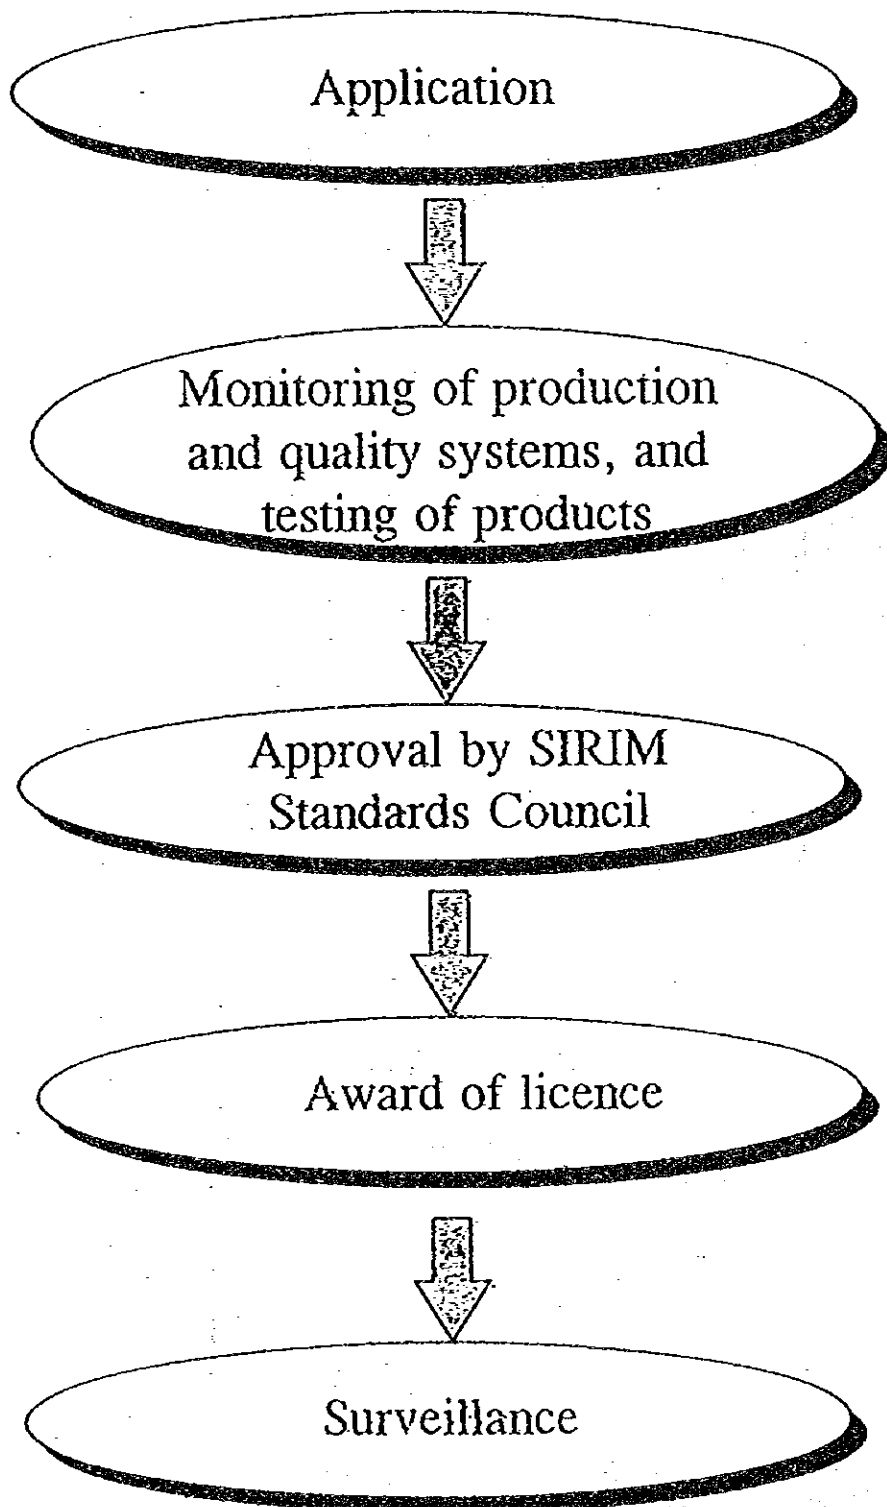 Application
Monitoring of production
and quality systems, and
testing of products
Approval by SIRIM
Standards Council
Award of licence
Surveillance